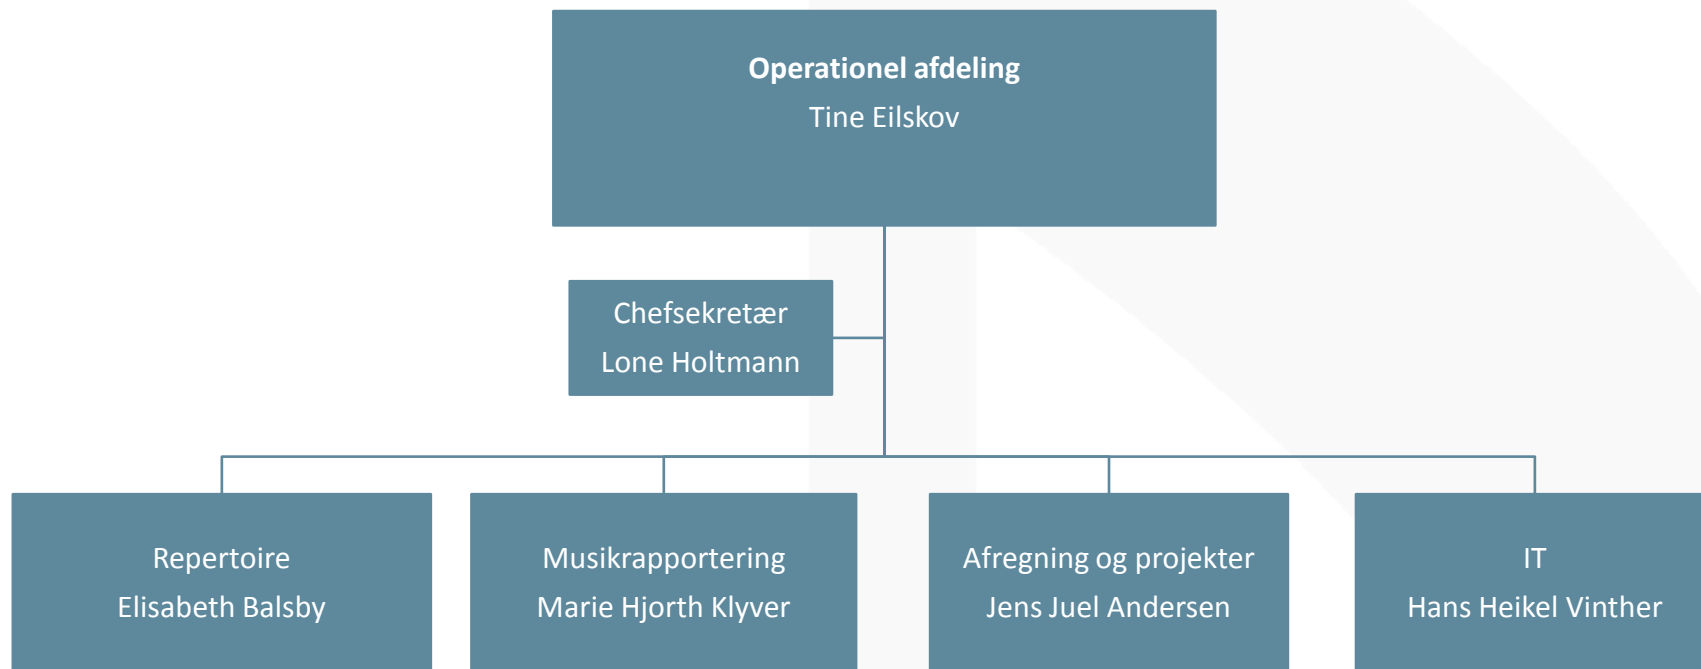 Operationel afdeling
Tine Eilskov
Chefsekretær
Lone Holtmann
Repertoire
Elisabeth Balsby
Musikrapportering
Marie Hjorth Klyver
Afregning og projekter
Jens Juel Andersen
IT
Hans Heikel Vinther